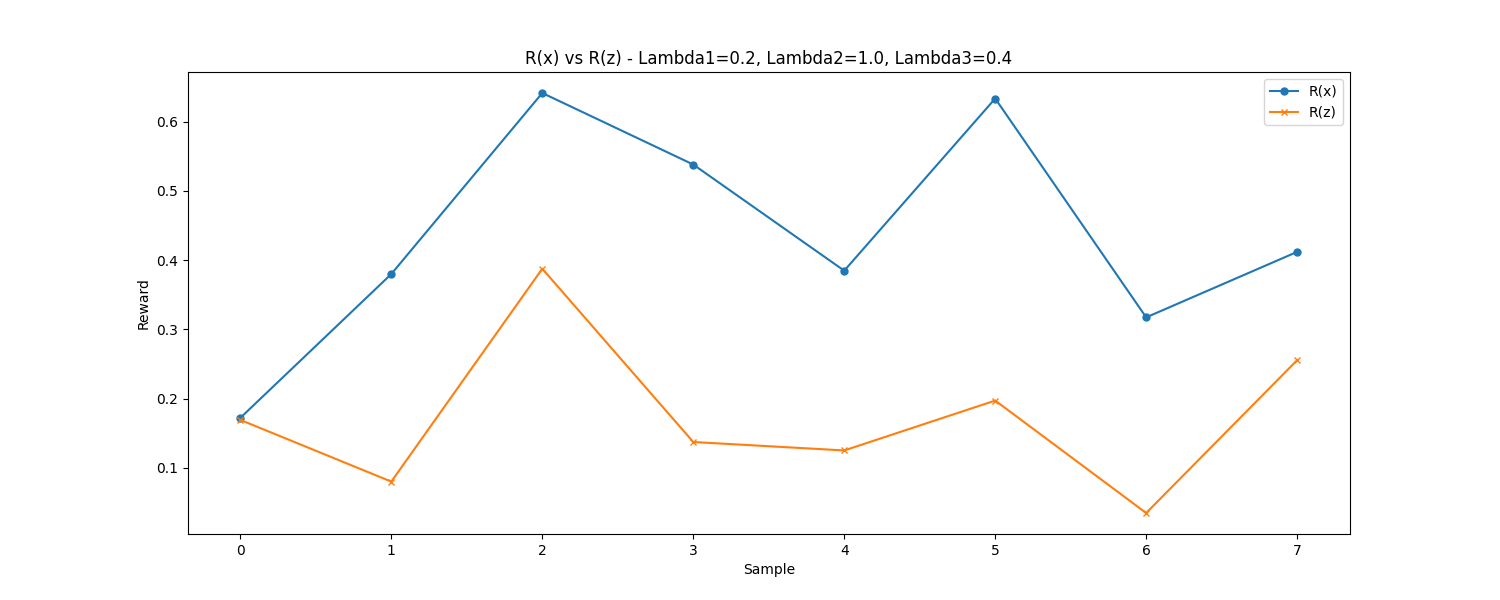 R(x) vs R(z) - Lambda1=0.2, Lambda2=1.0, Lambda3=0.4
R(x)
R(z)
0.6
0.5
0.4
0.3
0.2
0.1
Reward
0 1 2 3 4 5 6 7
Sample